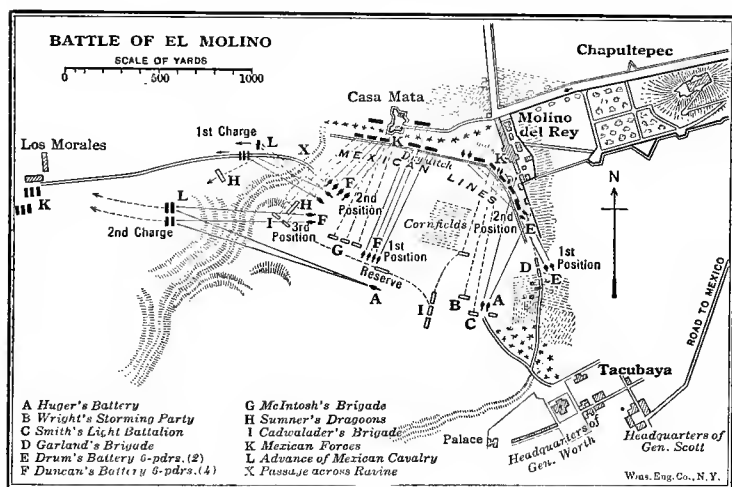 BATTLE OF EL MOLINO
SCALE OF YARDS
0 500 1000
Chapultepec
Casa Mata
Molino
del Rey
1st Charge
L
X
Los Morales
K
K
K
MEXICAN LINES
Dry ditch
H
F
2nd
Position
N
L
H
F
I
3rd
Position
2nd Charge
G
F
1st
Position
Cornfields
2nd
Position
E
1st
Position
D
E
Reserve
A
I
B
A
C
ROAD TO MEXICO
Tacubaya
Palace
Headquarters of
Gen. Worth
Headquarters of
Gen. Scott
A Huger's Battery
B Wright's Storming Party
C Smith's Light Battalion
D Garland's Brigade
E Drum's Battery 6-pdrs.(2)
F Duncan's Battery 6-pdrs.(4)
G McIntosh's Brigade
H Sumner's Dragoons
I Cadwalader's Brigade
K Mexican Forces
L Advance of Mexican Cavalry
X Passage across Ravine
Wms. Eng. Co., N.Y.